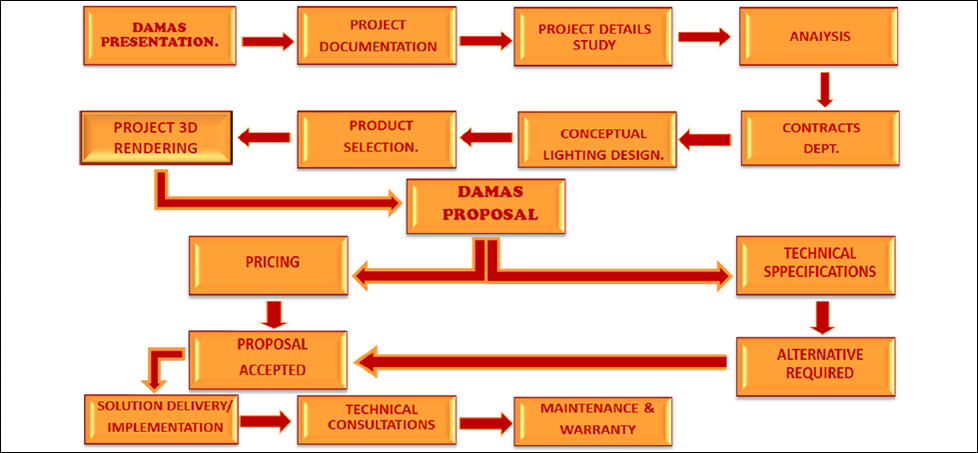 DAMAS
PRESENTATION.
PROJECT
DOCUMENTATION
PROJECT DETAILS
STUDY
ANAIYSIS
CONTRACTS
DEPT.
CONCEPTUAL
LIGHTING DESIGN.
PRODUCT
SELECTION.
PROJECT 3D
RENDERING
DAMAS
PROPOSAL
PRICING
TECHNICAL
SPPECIFICATIONS
PROPOSAL
ACCEPTED
ALTERNATIVE
REQUIRED
SOLUTION DELIVERY/
IMPLEMENTATION
TECHNICAL
CONSULTATIONS
MAINTENANCE &
WARRANTY